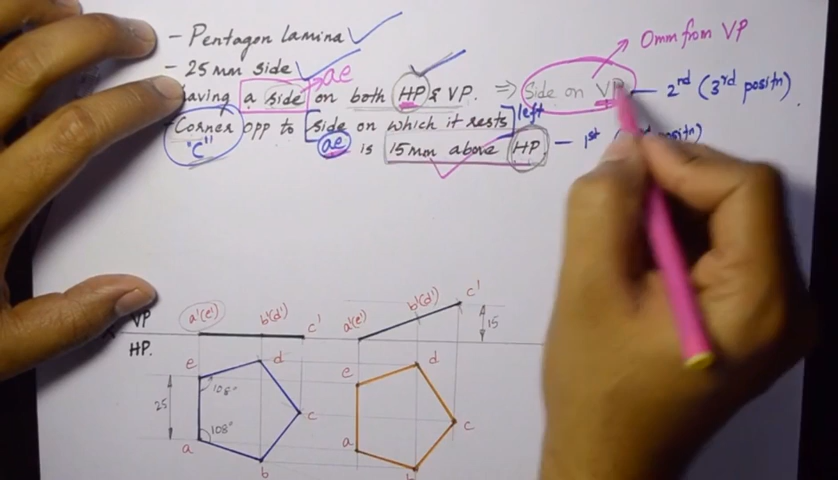 - Pentagon lamina
- 25 mm side ae
Having a side on both HP & VP. ⇒ Side on VP — 2nd (3rd positn).
0mm from VP
Corner opp to side on which it rests left
"C" ae is 15mm above HP — 1st positn)
a'(e') b'(d') c' a'(e') b'(d') c' 15
VP
HP.
e d 108° 25 108° c a b
e d c a b